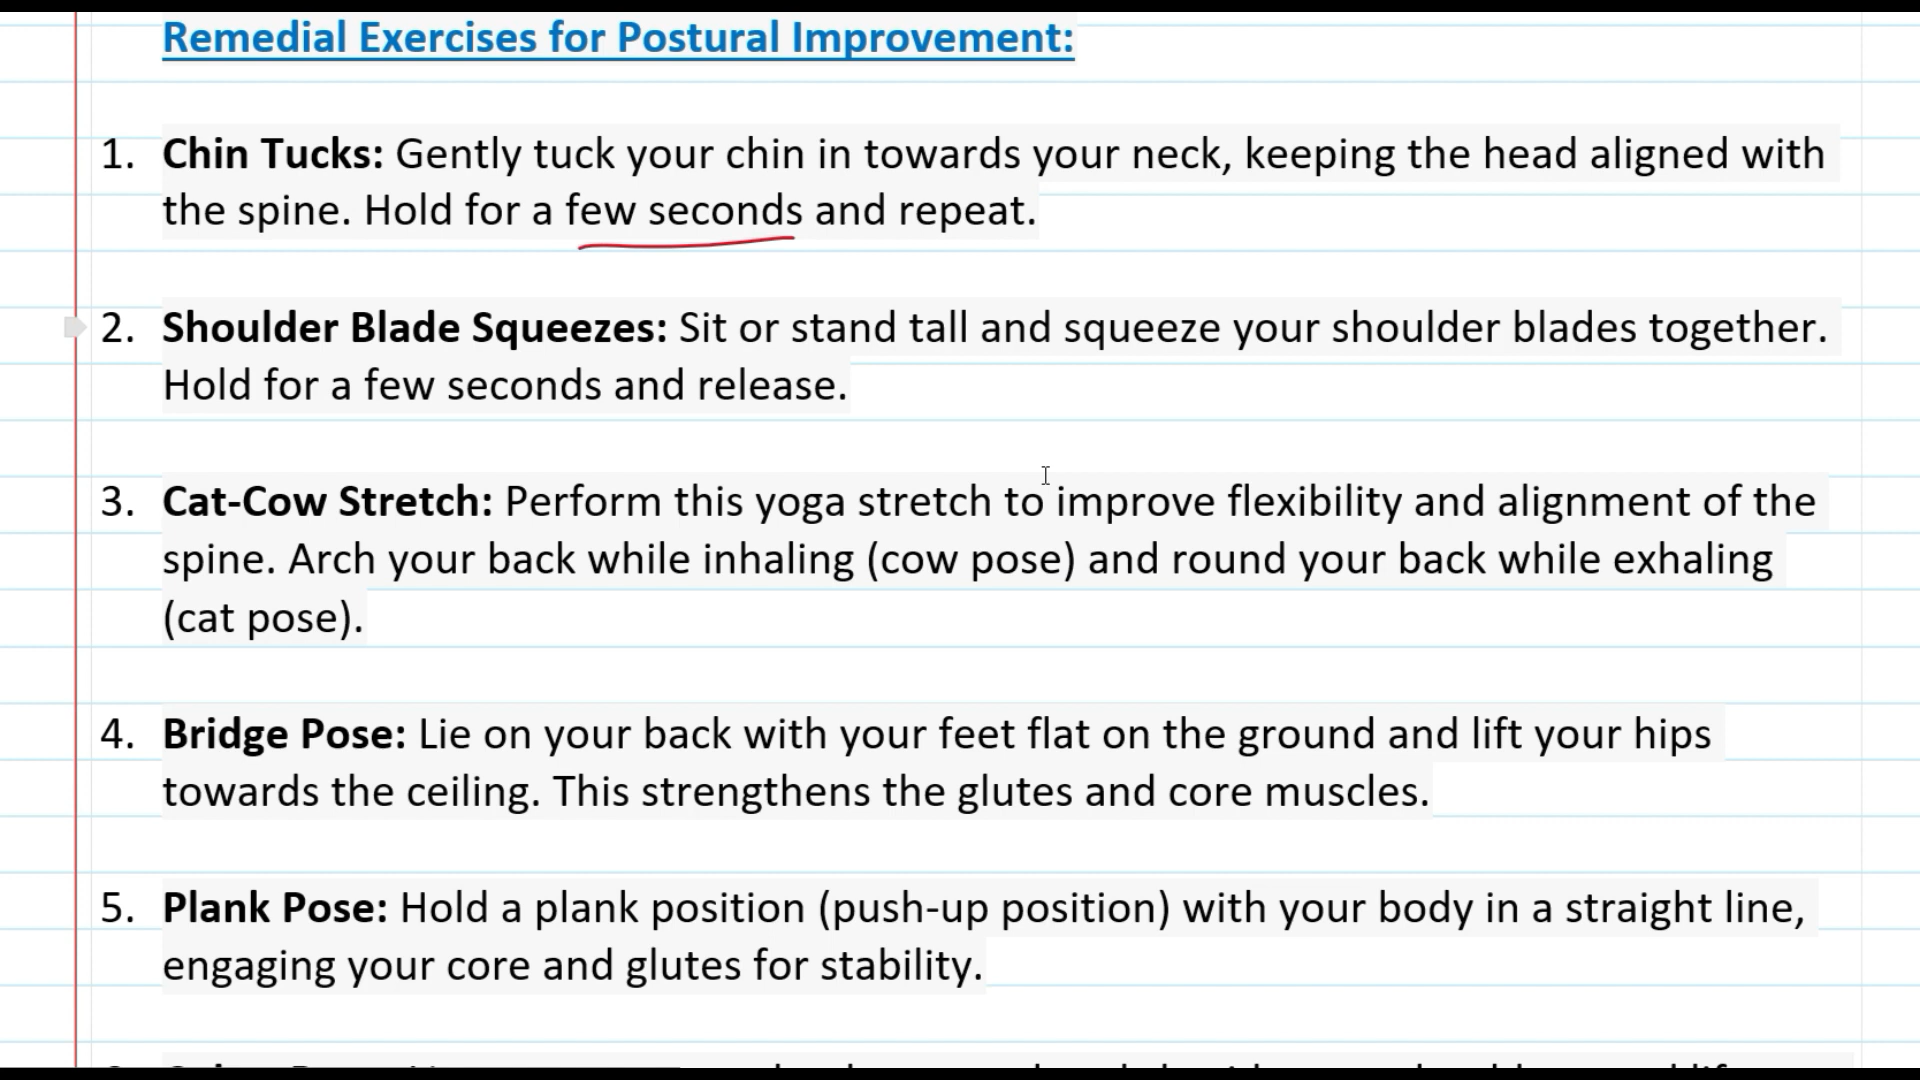 Remedial Exercises for Postural Improvement:
1. Chin Tucks: Gently tuck your chin in towards your neck, keeping the head aligned with
the spine. Hold for a few seconds and repeat.
2. Shoulder Blade Squeezes: Sit or stand tall and squeeze your shoulder blades together.
Hold for a few seconds and release.
3. Cat-Cow Stretch: Perform this yoga stretch to improve flexibility and alignment of the
spine. Arch your back while inhaling (cow pose) and round your back while exhaling
(cat pose).
4. Bridge Pose: Lie on your back with your feet flat on the ground and lift your hips
towards the ceiling. This strengthens the glutes and core muscles.
5. Plank Pose: Hold a plank position (push-up position) with your body in a straight line,
engaging your core and glutes for stability.